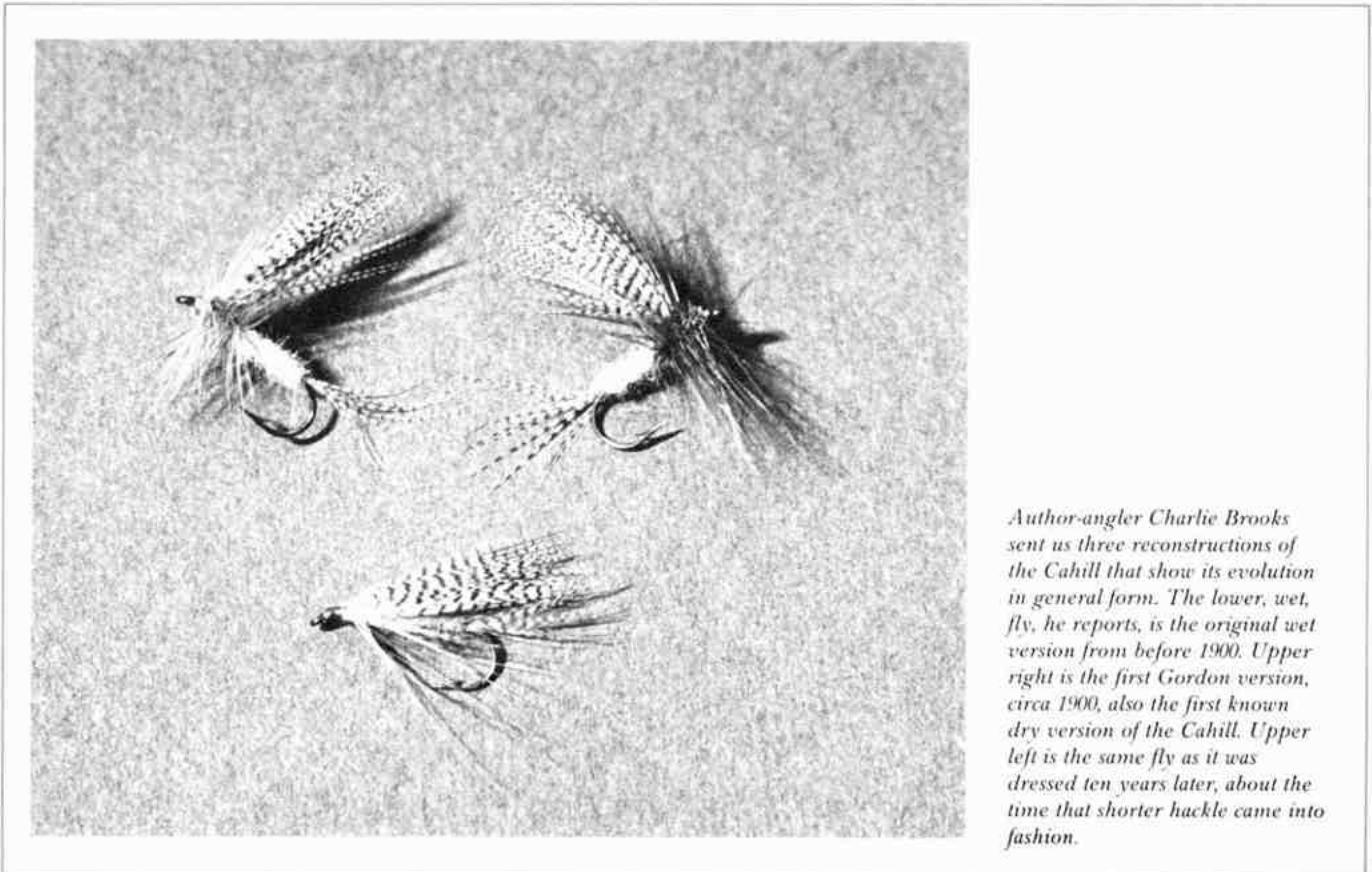 Author-angler Charlie Brooks
sent us three reconstructions of
the Cahill that show its evolution
in general form. The lower, wet,
fly, he reports, is the original wet
version from before 1900. Upper
right is the first Gordon version,
circa 1900, also the first known
dry version of the Cahill. Upper
left is the same fly as it was
dressed ten years later, about the
time that shorter hackle came into
fashion.